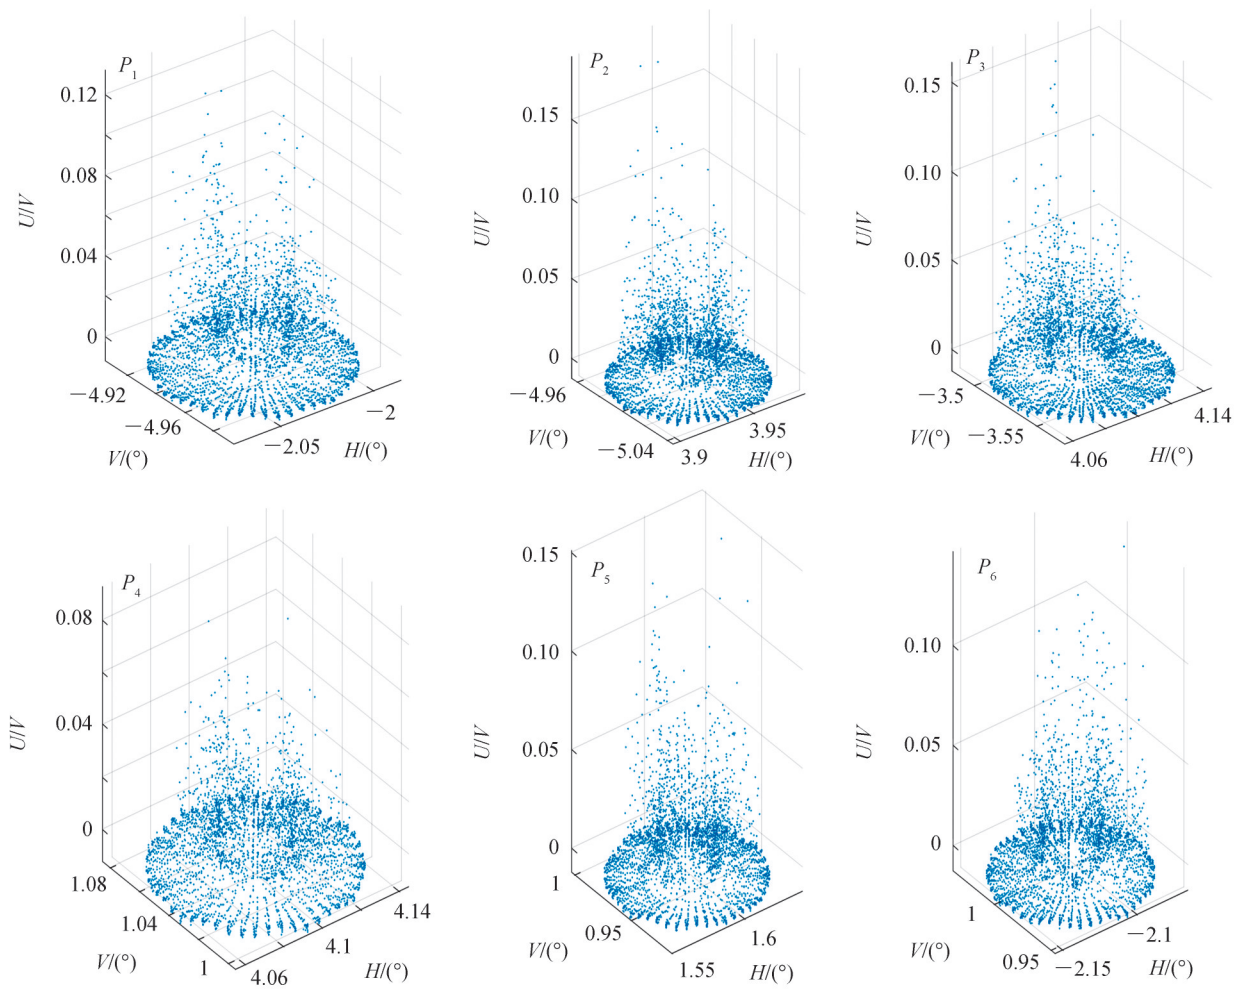 P1
0.12
0.08
0.04
0
U/V
−4.92
−4.96
V/(°)
−2.05
−2
H/(°)
P2
0.15
0.10
0.05
0
U/V
−4.96
−5.04
V/(°)
3.9
3.95
H/(°)
P3
0.15
0.10
0.05
0
U/V
−3.5
−3.55
V/(°)
4.06
4.14
H/(°)
P4
0.08
0.04
0
U/V
1.08
1.04
1
V/(°)
4.06
4.1
4.14
H/(°)
P5
0.15
0.10
0.05
0
U/V
1
0.95
V/(°)
1.55
1.6
H/(°)
P6
0.10
0.05
0
U/V
1
0.95
V/(°)
−2.15
−2.1
H/(°)